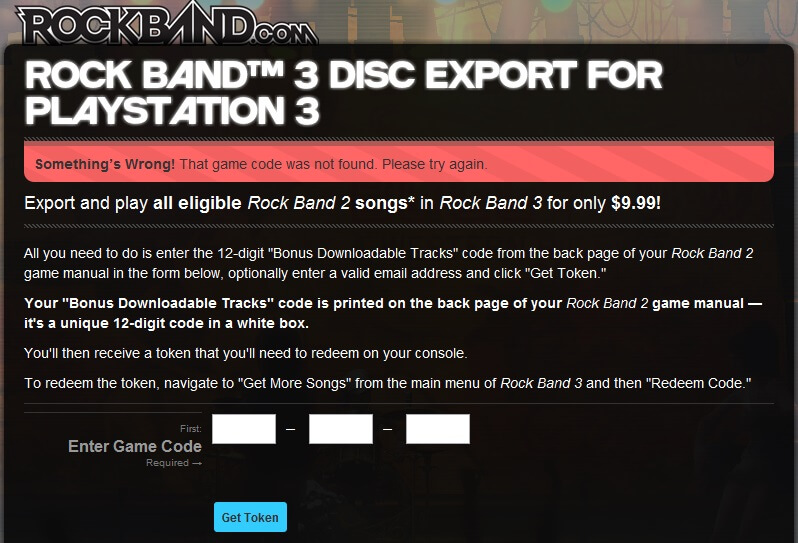 ROCKBAND.COM
ROCK BAND™ 3 DISC EXPORT FOR
PLAYSTATION 3
Something's Wrong! That game code was not found. Please try again.
Export and play all eligible Rock Band 2 songs* in Rock Band 3 for only $9.99!
All you need to do is enter the 12-digit "Bonus Downloadable Tracks" code from the back page of your Rock Band 2
game manual in the form below, optionally enter a valid email address and click "Get Token."
Your "Bonus Downloadable Tracks" code is printed on the back page of your Rock Band 2 game manual —
it's a unique 12-digit code in a white box.
You'll then receive a token that you'll need to redeem on your console.
To redeem the token, navigate to "Get More Songs" from the main menu of Rock Band 3 and then "Redeem Code."
First:
– –
Enter Game Code
Required →
Get Token